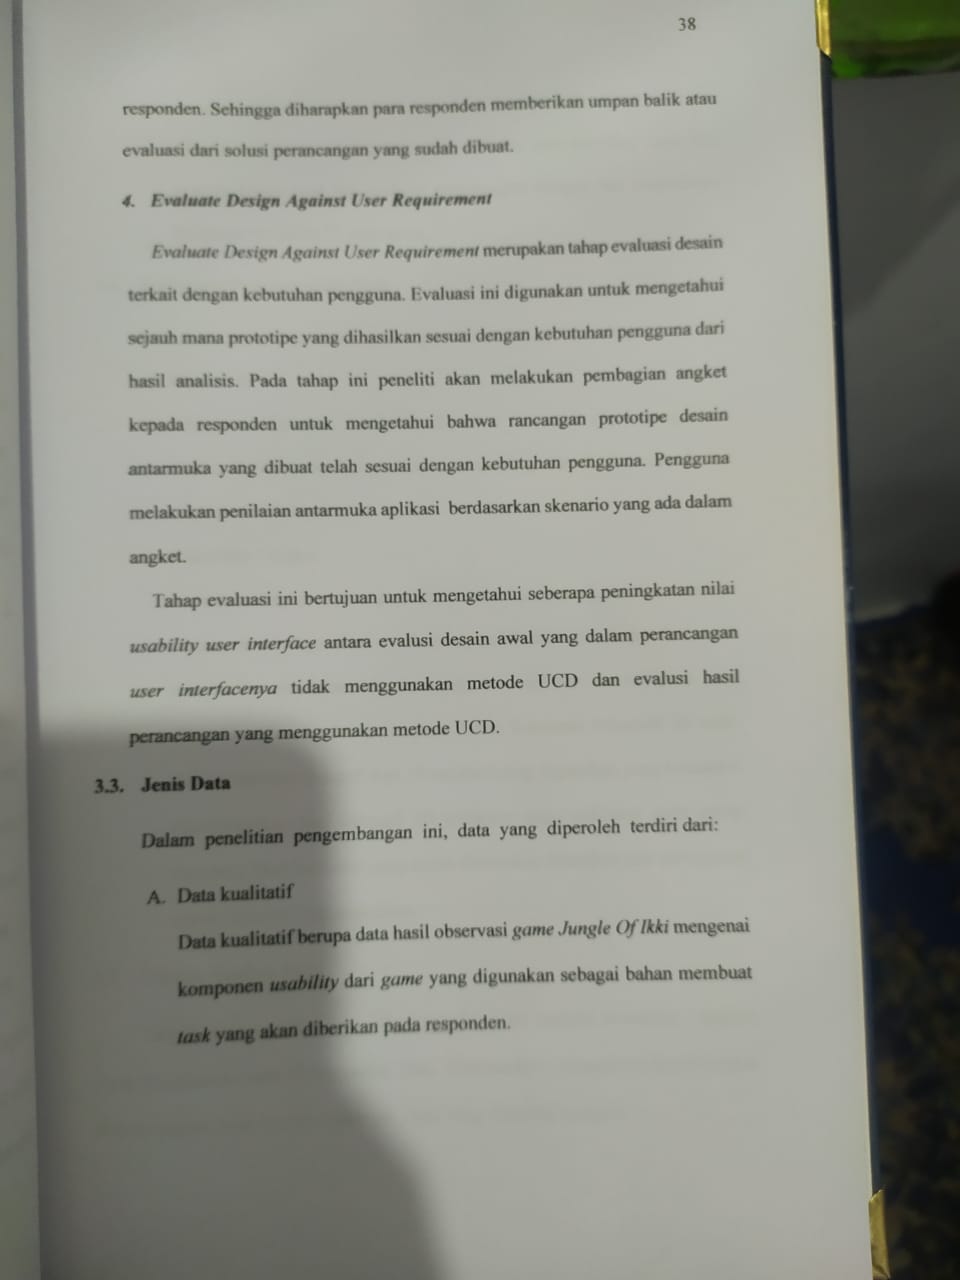 38
responden. Sehingga diharapkan para responden memberikan umpan balik atau
evaluasi dari solusi perancangan yang sudah dibuat.
4. Evaluate Design Against User Requirement
Evaluate Design Against User Requirement merupakan tahap evaluasi desain
terkait dengan kebutuhan pengguna. Evaluasi ini digunakan untuk mengetahui
sejauh mana prototipe yang dihasilkan sesuai dengan kebutuhan pengguna dari
hasil analisis. Pada tahap ini peneliti akan melakukan pembagian angket
kepada responden untuk mengetahui bahwa rancangan prototipe desain
antarmuka yang dibuat telah sesuai dengan kebutuhan pengguna. Pengguna
melakukan penilaian antarmuka aplikasi berdasarkan skenario yang ada dalam
angket.
Tahap evaluasi ini bertujuan untuk mengetahui seberapa peningkatan nilai
usability user interface antara evalusi desain awal yang dalam perancangan
user interfacenya tidak menggunakan metode UCD dan evalusi hasil
perancangan yang menggunakan metode UCD.
3.3. Jenis Data
Dalam penelitian pengembangan ini, data yang diperoleh terdiri dari:
A. Data kualitatif
Data kualitatif berupa data hasil observasi game Jungle Of Ikki mengenai
komponen usability dari game yang digunakan sebagai bahan membuat
task yang akan diberikan pada responden.